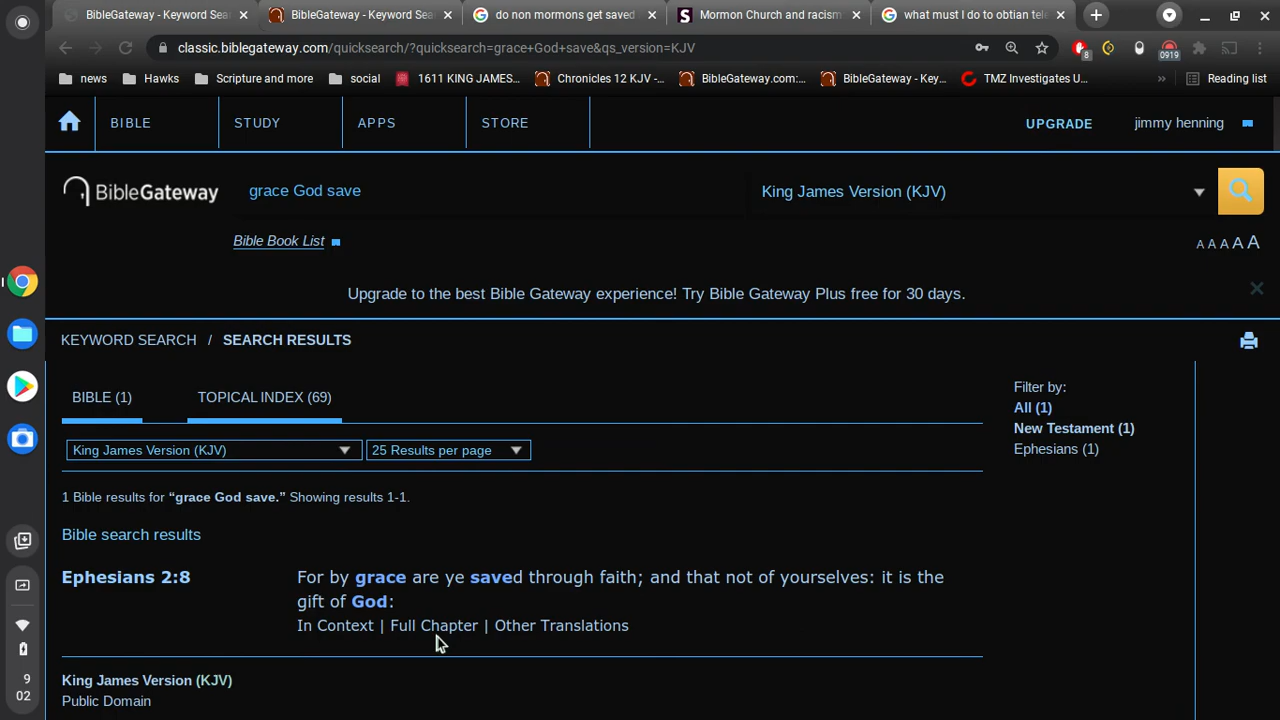 BibleGateway - Keyword Sea
BibleGateway - Keyword Sea
do non mormons get saved
Mormon Church and racism
what must I do to obtian tele
classic.biblegateway.com/quicksearch/?quicksearch=grace+God+save&qs_version=KJV
8
0919
news
Hawks
Scripture and more
social
1611 KING JAMES...
Chronicles 12 KJV -...
BibleGateway.com:...
BibleGateway - Key...
TMZ Investigates U...
»
Reading list
BIBLE
STUDY
APPS
STORE
UPGRADE
jimmy henning
BibleGateway
grace God save
King James Version (KJV)
Bible Book List
A A A A A
Upgrade to the best Bible Gateway experience! Try Bible Gateway Plus free for 30 days.
KEYWORD SEARCH / SEARCH RESULTS
BIBLE (1)
TOPICAL INDEX (69)
King James Version (KJV)
25 Results per page
Filter by:
All (1)
New Testament (1)
Ephesians (1)
1 Bible results for “grace God save.” Showing results 1-1.
Bible search results
Ephesians 2:8
For by grace are ye saved through faith; and that not of yourselves: it is the
gift of God:
In Context | Full Chapter | Other Translations
King James Version (KJV)
Public Domain
9
02